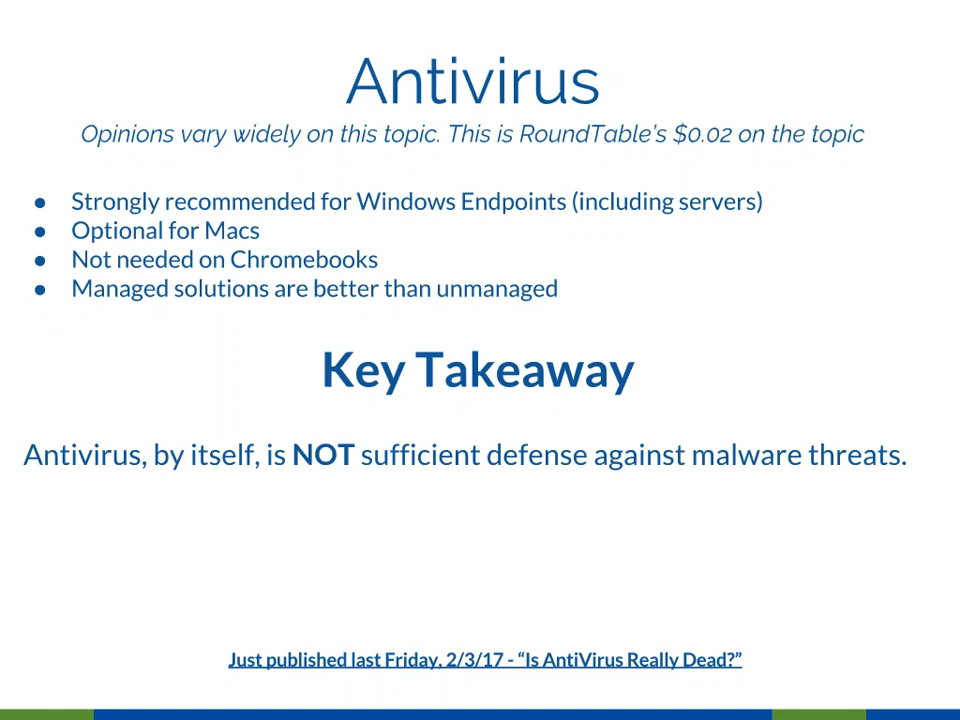 Antivirus
Opinions vary widely on this topic. This is RoundTable's $0.02 on the topic
● Strongly recommended for Windows Endpoints (including servers)
● Optional for Macs
● Not needed on Chromebooks
● Managed solutions are better than unmanaged
Key Takeaway
Antivirus, by itself, is NOT sufficient defense against malware threats.
Just published last Friday, 2/3/17 - “Is AntiVirus Really Dead?”